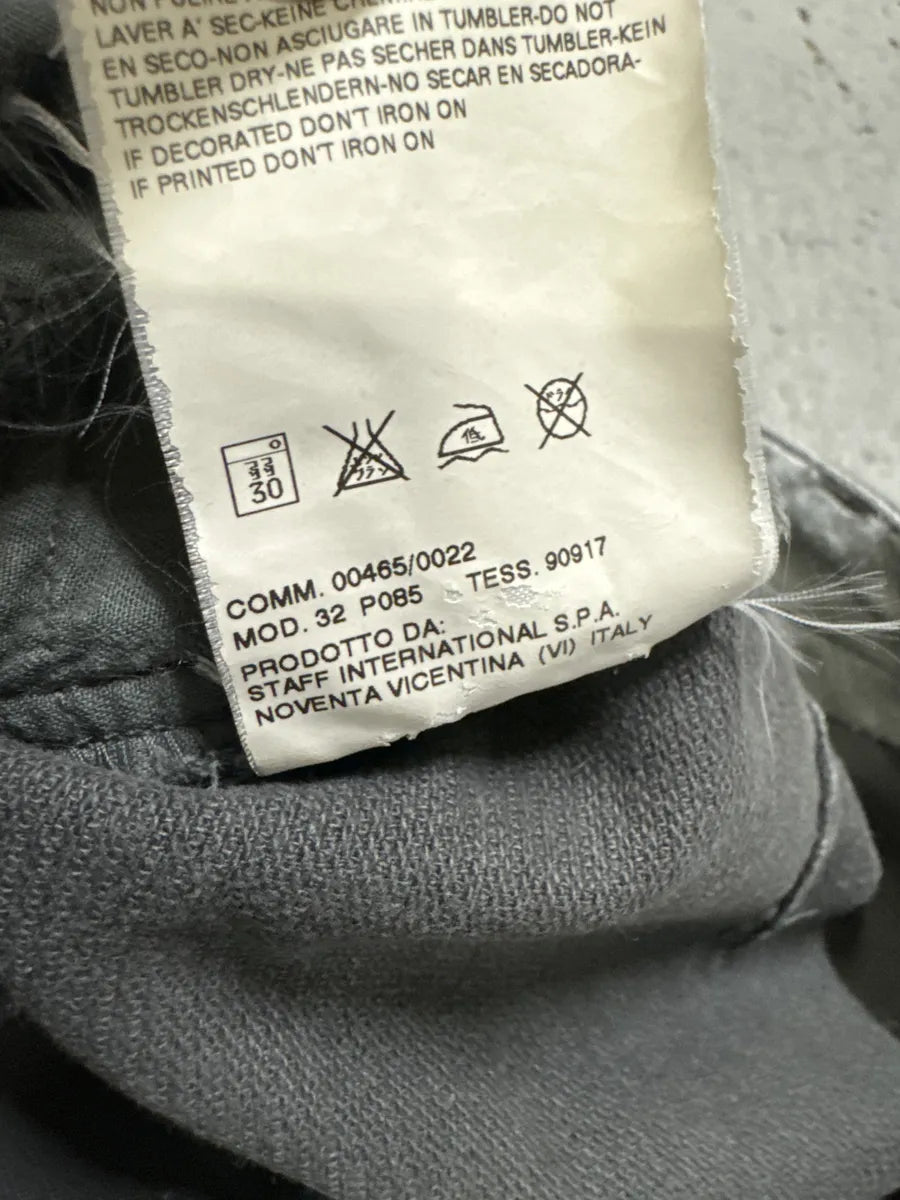 LAVER A' SEC-KEINE
EN SECO-NON ASCIUGARE IN TUMBLER-DO NOT
TUMBLER DRY-NE PAS SECHER DANS TUMBLER-KEIN
TROCKENSCHLENDERN-NO SECAR EN SECADORA-
IF DECORATED DON'T IRON ON
IF PRINTED DON'T IRON ON
30
低
COMM. 00465/0022
MOD. 32 P085 TESS. 90917
PRODOTTO DA:
STAFF INTERNATIONAL S.P.A.
NOVENTA VICENTINA (VI) ITALY